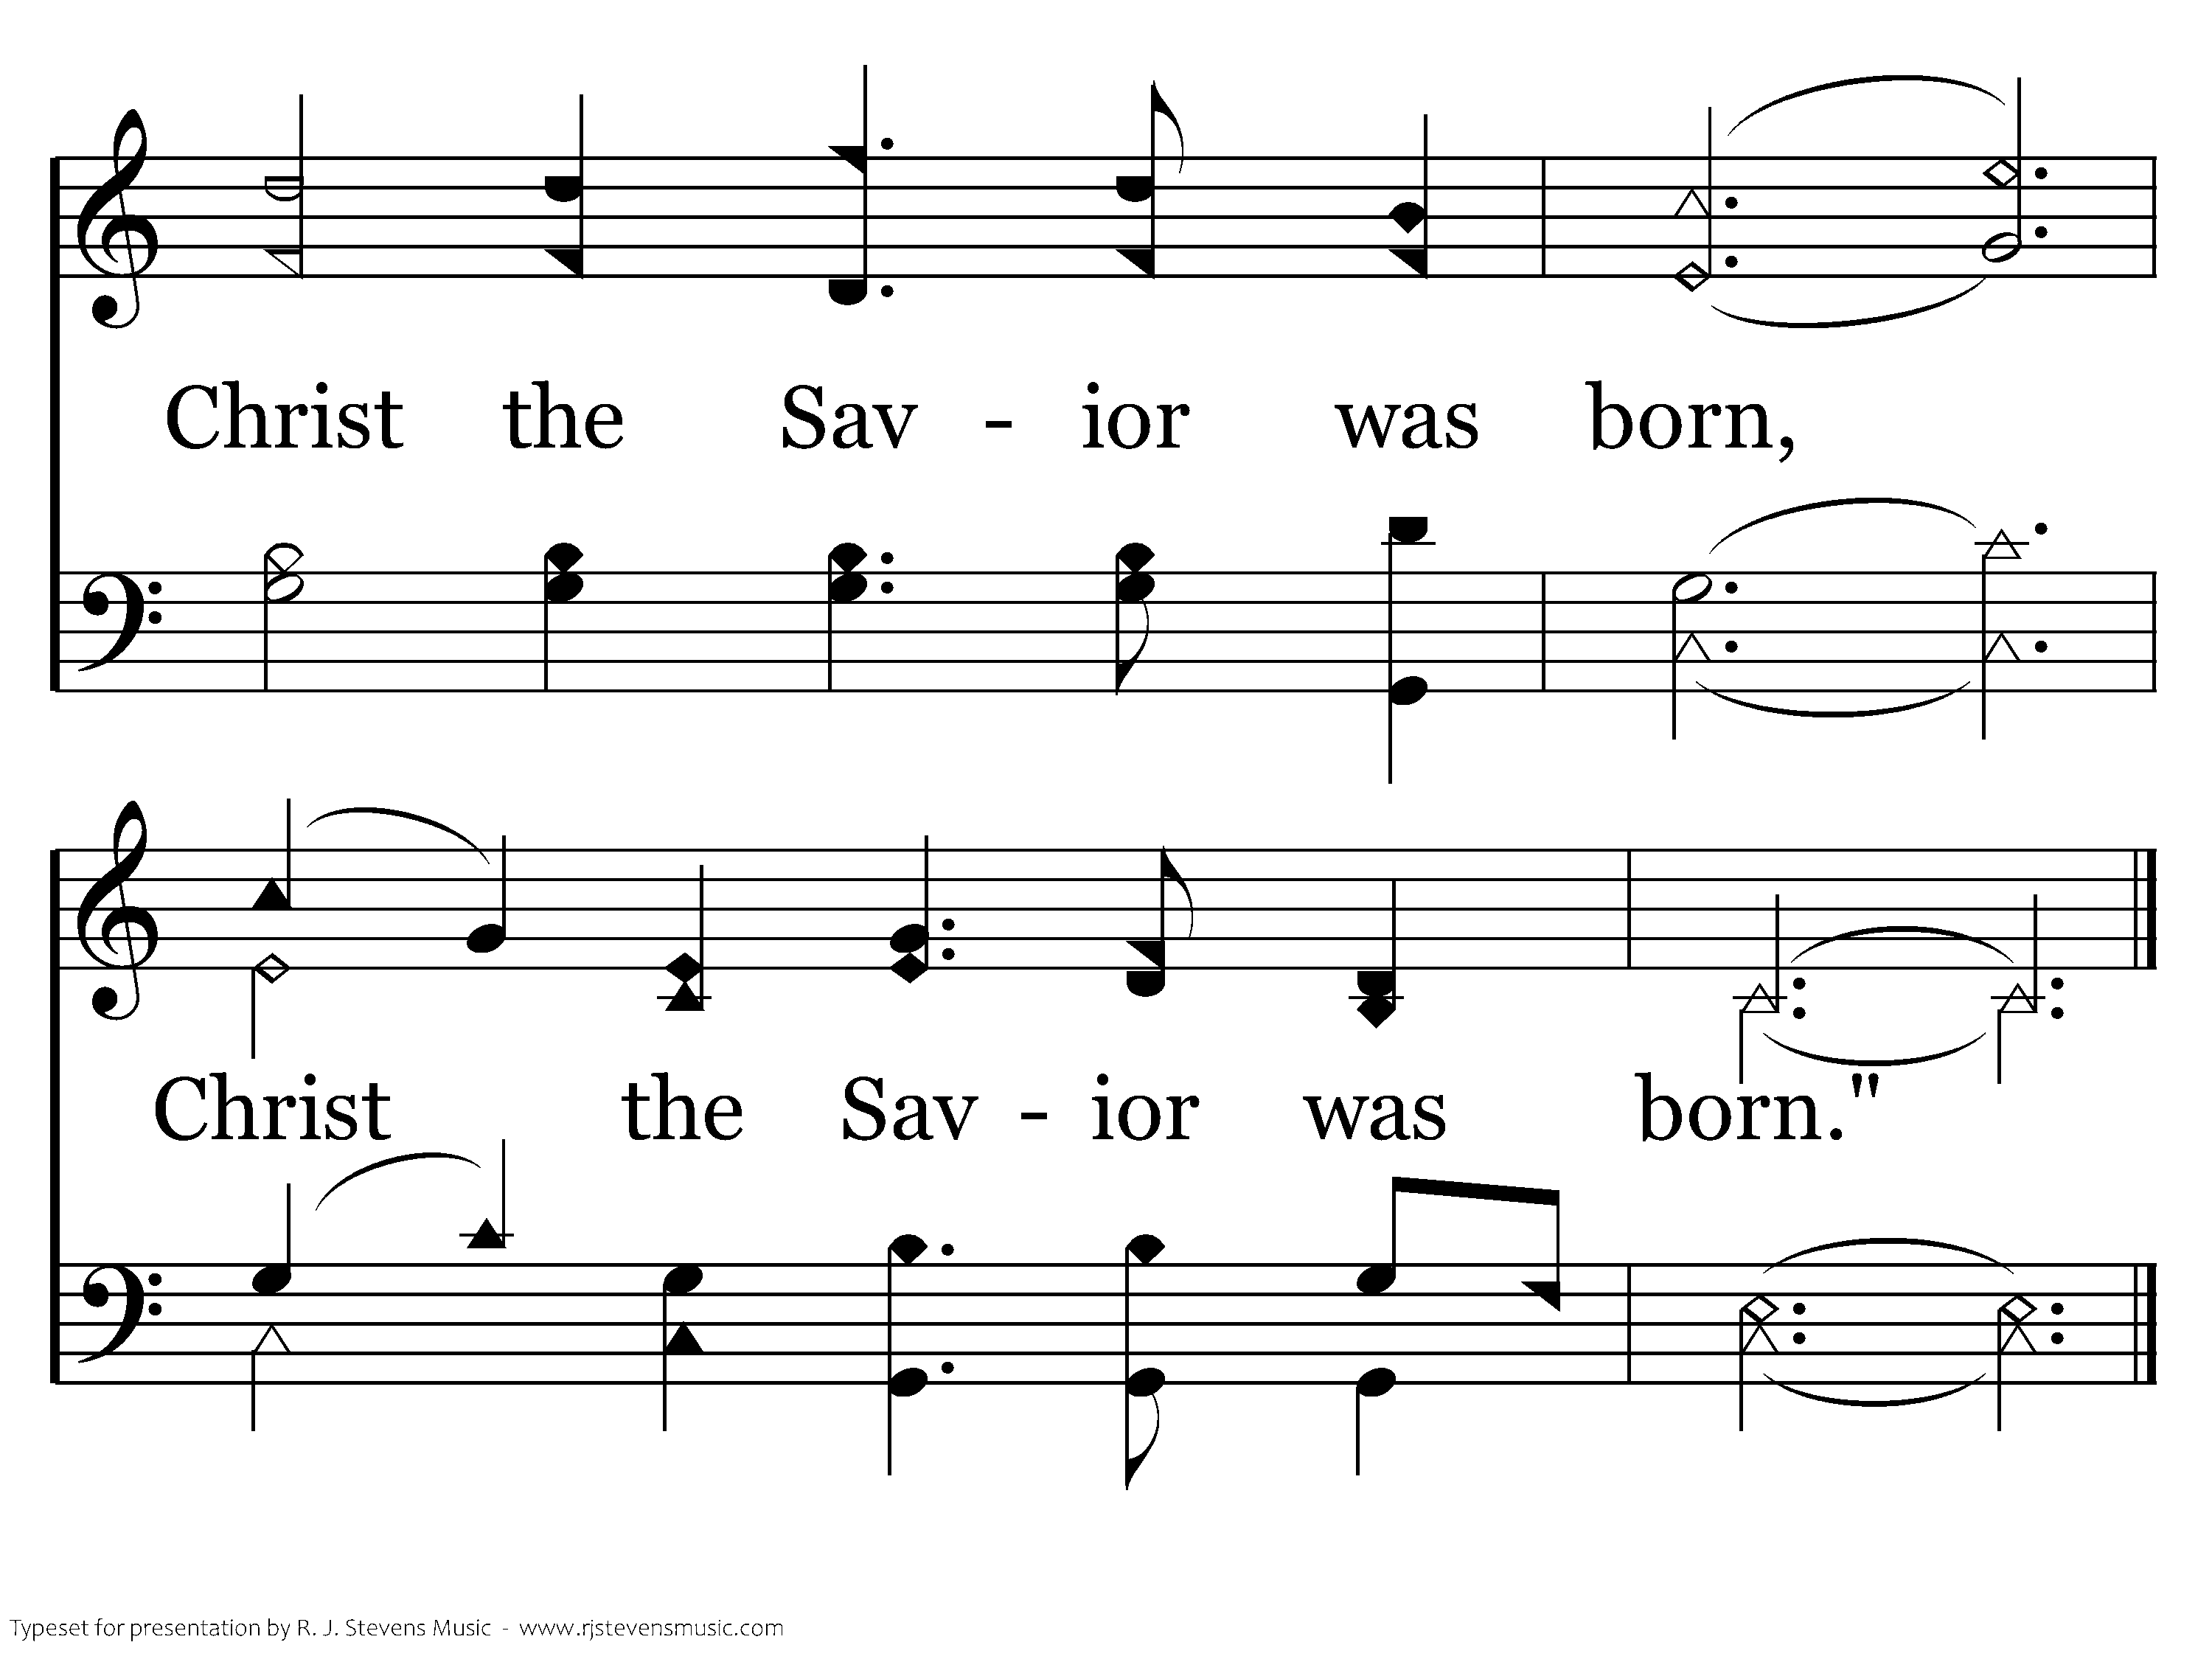 Christ the Sav - ior was born,
Christ the Sav - ior was born."
Typeset for presentation by R. J. Stevens Music - www.rjstevensmusic.com